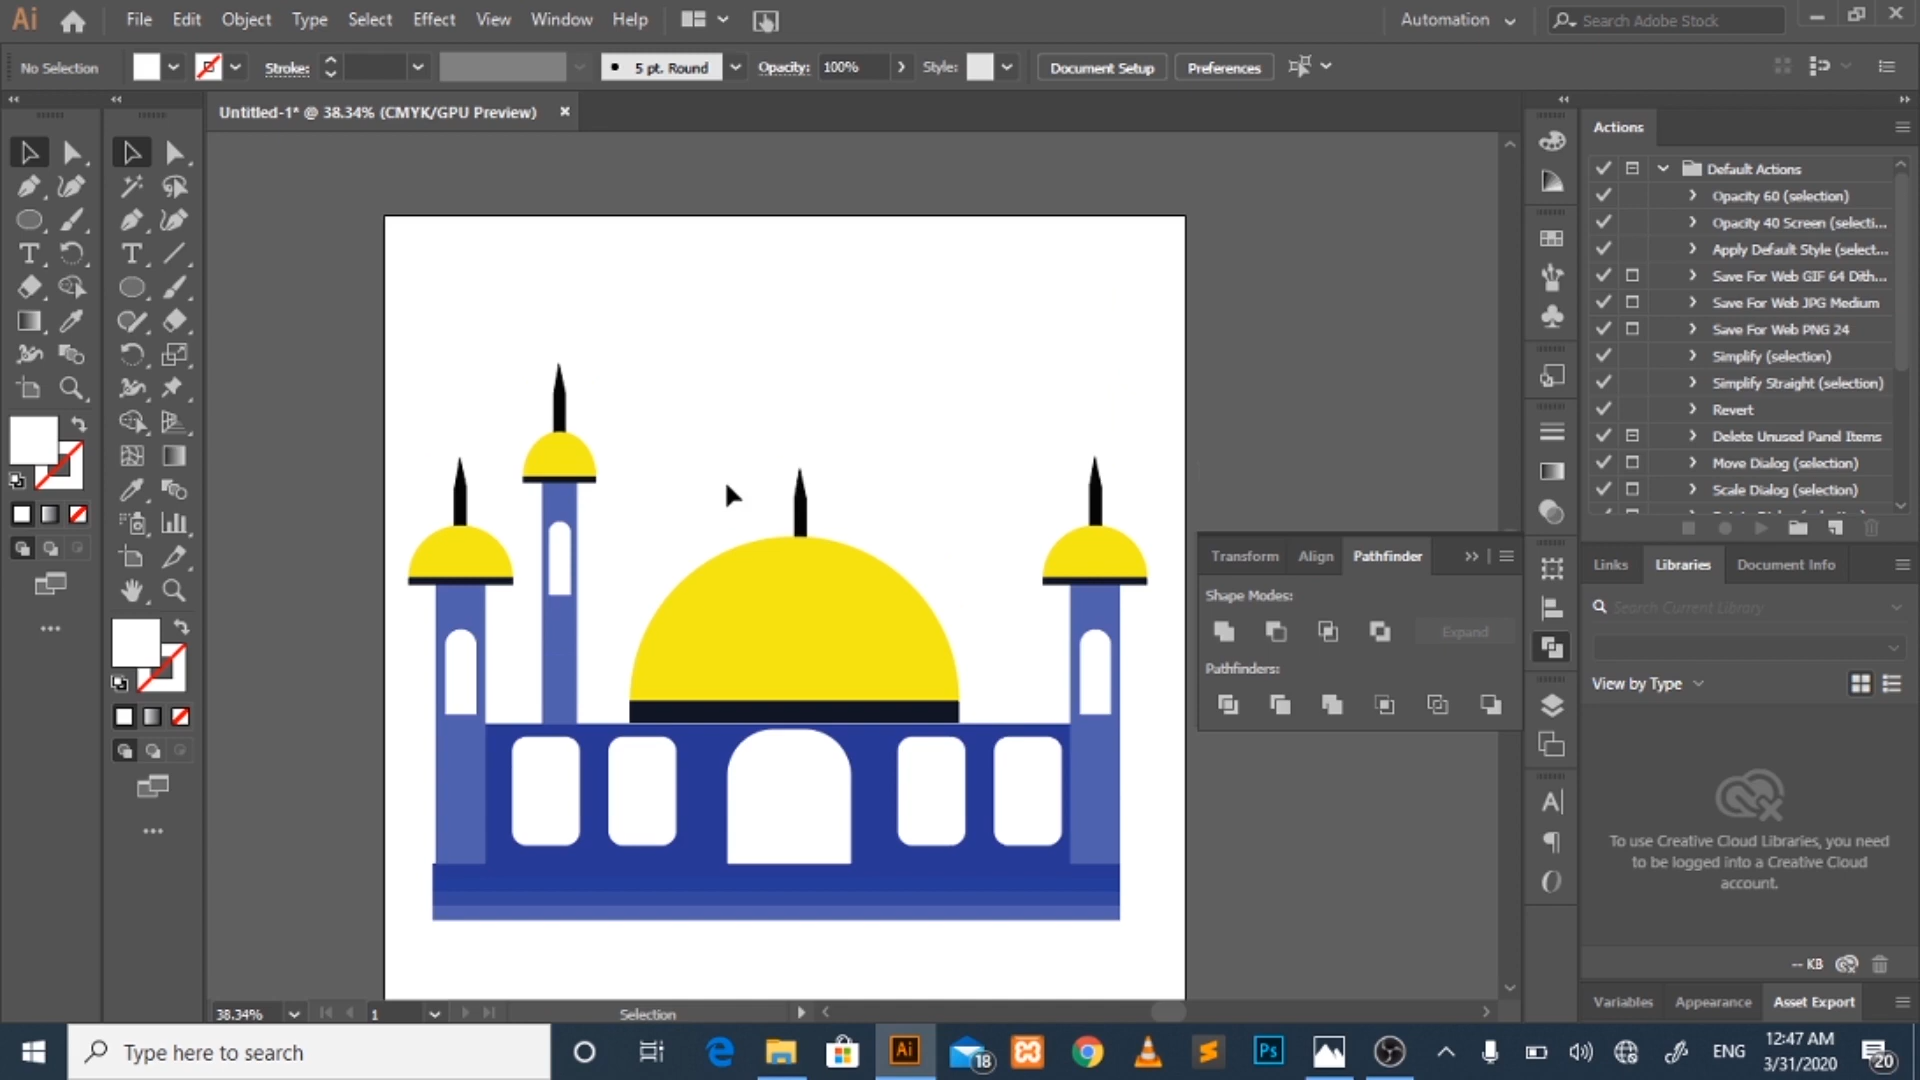 Ai
File Edit Object Type Select Effect View Window Help
Automation
Search Adobe Stock
No Selection
Stroke:
5 pt. Round
Opacity: 100%
Style:
Document Setup
Preferences
Untitled-1* @ 38.34% (CMYK/GPU Preview)
Actions
Default Actions
Opacity 60 (selection)
Opacity 40 Screen (selecti...
Apply Default Style (select...
Save For Web GIF 64 Dith...
Save For Web JPG Medium
Save For Web PNG 24
Simplify (selection)
Simplify Straight (selection)
Revert
Delete Unused Panel Items
Move Dialog (selection)
Scale Dialog (selection)
Transform Align Pathfinder
Shape Modes:
Expand
Pathfinders:
Links Libraries Document Info
Search Current Library
View by Type
To use Creative Cloud Libraries, you need
to be logged into a Creative Cloud
account.
-- KB
Variables Appearance Asset Export
38.34%
1
Selection
Type here to search
Ai
18
Ps
ENG
12:47 AM
3/31/2020
20